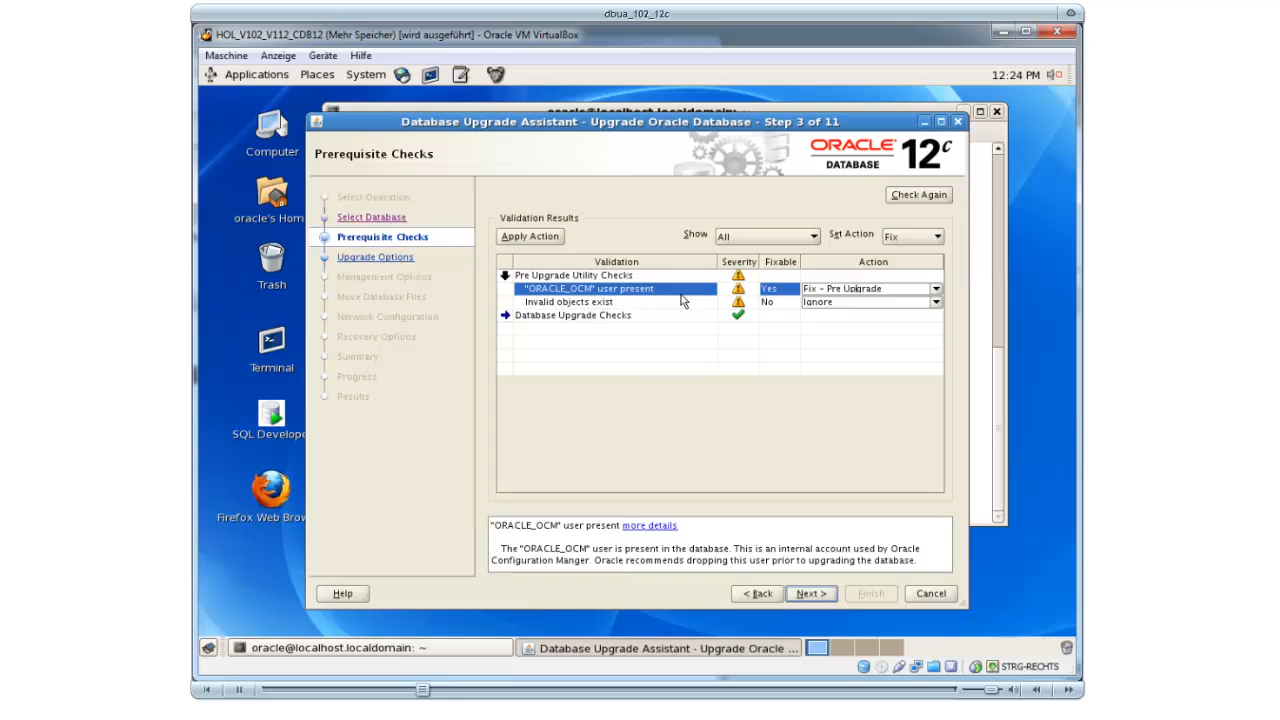 dbua_102_12c
HOL_V102_V112_CDB12 (Mehr Speicher) [wird ausgeführt] - Oracle VM VirtualBox
Maschine Anzeige Geräte Hilfe
Applications Places System 12:24 PM
oracle@localhost.localdomain: ~
Database Upgrade Assistant - Upgrade Oracle Database - Step 3 of 11
Prerequisite Checks
ORACLE DATABASE 12c
Computer
oracle's Hom
Trash
Terminal
SQL Develope
Firefox Web Brow
Select Operation
Select Database
Prerequisite Checks
Upgrade Options
Management Options
Move Database Files
Network Configuration
Recovery Options
Summary
Progress
Results
Check Again
Validation Results
Apply Action Show All Set Action Fix
Validation Severity Fixable Action
Pre Upgrade Utility Checks
"ORACLE_OCM" user present Yes Fix - Pre Upgrade
Invalid objects exist No Ignore
Database Upgrade Checks
"ORACLE_OCM" user present more details
The "ORACLE_OCM" user is present in the database. This is an internal account used by Oracle
Configuration Manger. Oracle recommends dropping this user prior to upgrading the database.
Help < Back Next > Finish Cancel
oracle@localhost.localdomain: ~ Database Upgrade Assistant - Upgrade Oracle ...
STRG-RECHTS